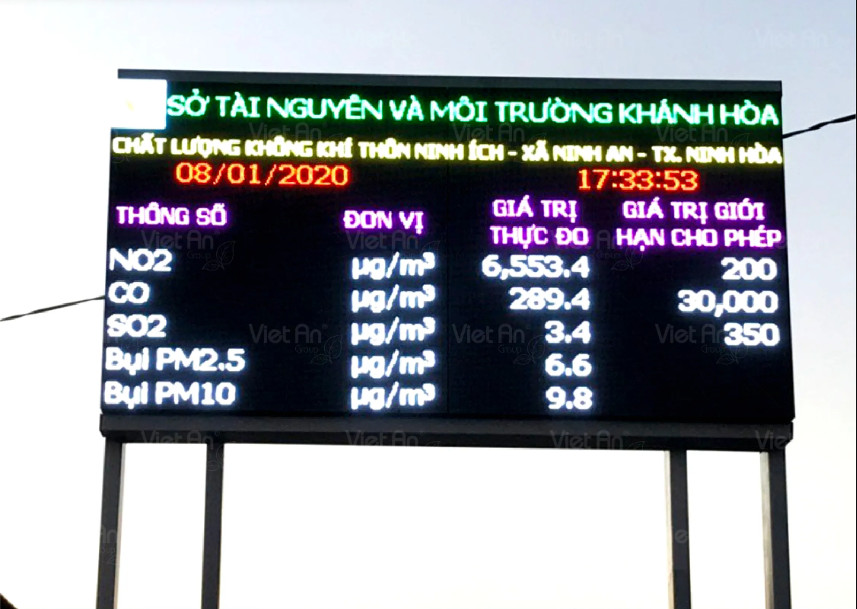 SỞ TÀI NGUYÊN VÀ MÔI TRƯỜNG KHÁNH HÒA
CHẤT LƯỢNG KHÔNG KHÍ THÔN NINH ÍCH - XÃ NINH AN - TX. NINH HÒA
08/01/2020 17:33:53
THÔNG SỐ ĐƠN VỊ GIÁ TRỊ THỰC ĐO GIÁ TRỊ GIỚI HẠN CHO PHÉP
NO2 µg/m³ 6,553.4 200
CO µg/m³ 289.4 30,000
SO2 µg/m³ 3.4 350
Bụi PM2.5 µg/m³ 6.6
Bụi PM10 µg/m³ 9.8
Việt An Group